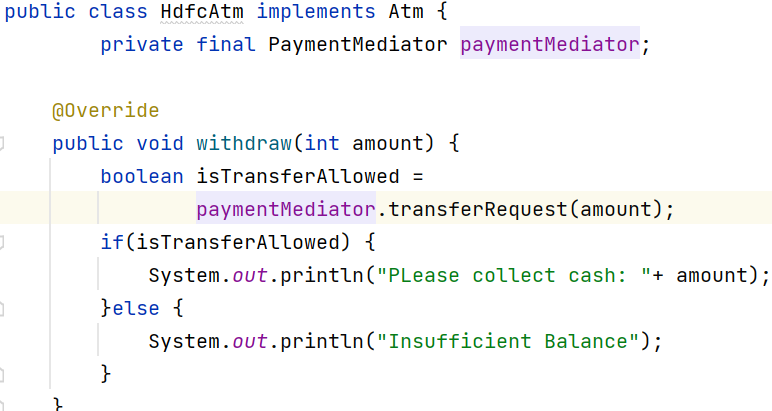 public class HdfcAtm implements Atm {
private final PaymentMediator paymentMediator;
@Override
public void withdraw(int amount) {
boolean isTransferAllowed =
paymentMediator.transferRequest(amount);
if(isTransferAllowed) {
System.out.println("PLease collect cash: "+ amount);
}else {
System.out.println("Insufficient Balance");
}
}